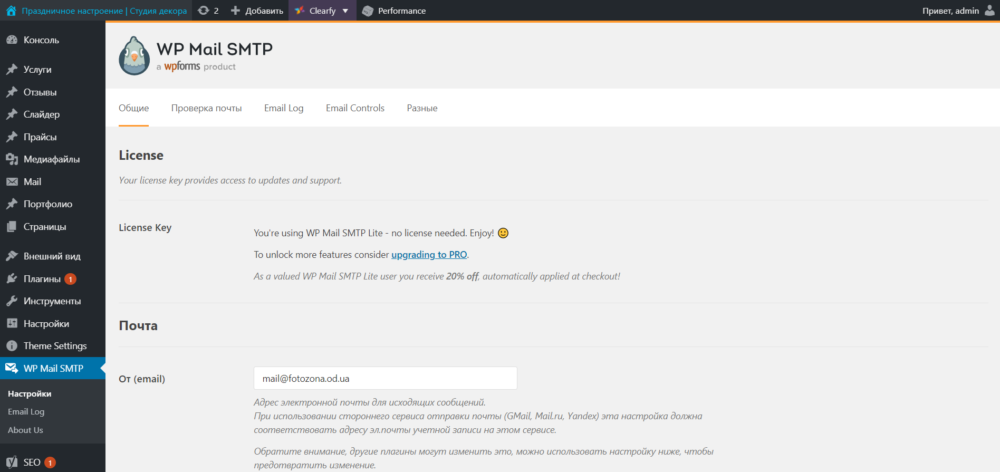 Праздничное настроение | Студия декора
2
Добавить
Clearfy
Performance
Привет, admin
Консоль
Услуги
Отзывы
Слайдер
Прайсы
Медиафайлы
Mail
Портфолио
Страницы
Внешний вид
Плагины 1
Инструменты
Настройки
Theme Settings
WP Mail SMTP
Настройки
Email Log
About Us
SEO 1
WP Mail SMTP
a wpforms product
Общие
Проверка почты
Email Log
Email Controls
Разные
License
Your license key provides access to updates and support.
License Key
You're using WP Mail SMTP Lite - no license needed. Enjoy! 🙂
To unlock more features consider upgrading to PRO.
As a valued WP Mail SMTP Lite user you receive 20% off, automatically applied at checkout!
Почта
От (email)
mail@fotozona.od.ua
Адрес электронной почты для исходящих сообщений.
При использовании стороннего сервиса отправки почты (GMail, Mail.ru, Yandex) эта настройка должна
соответствовать адресу эл.почты учетной записи на этом сервисе.
Обратите внимание, другие плагины могут изменить это, можно использовать настройку ниже, чтобы
предотвратить изменение.